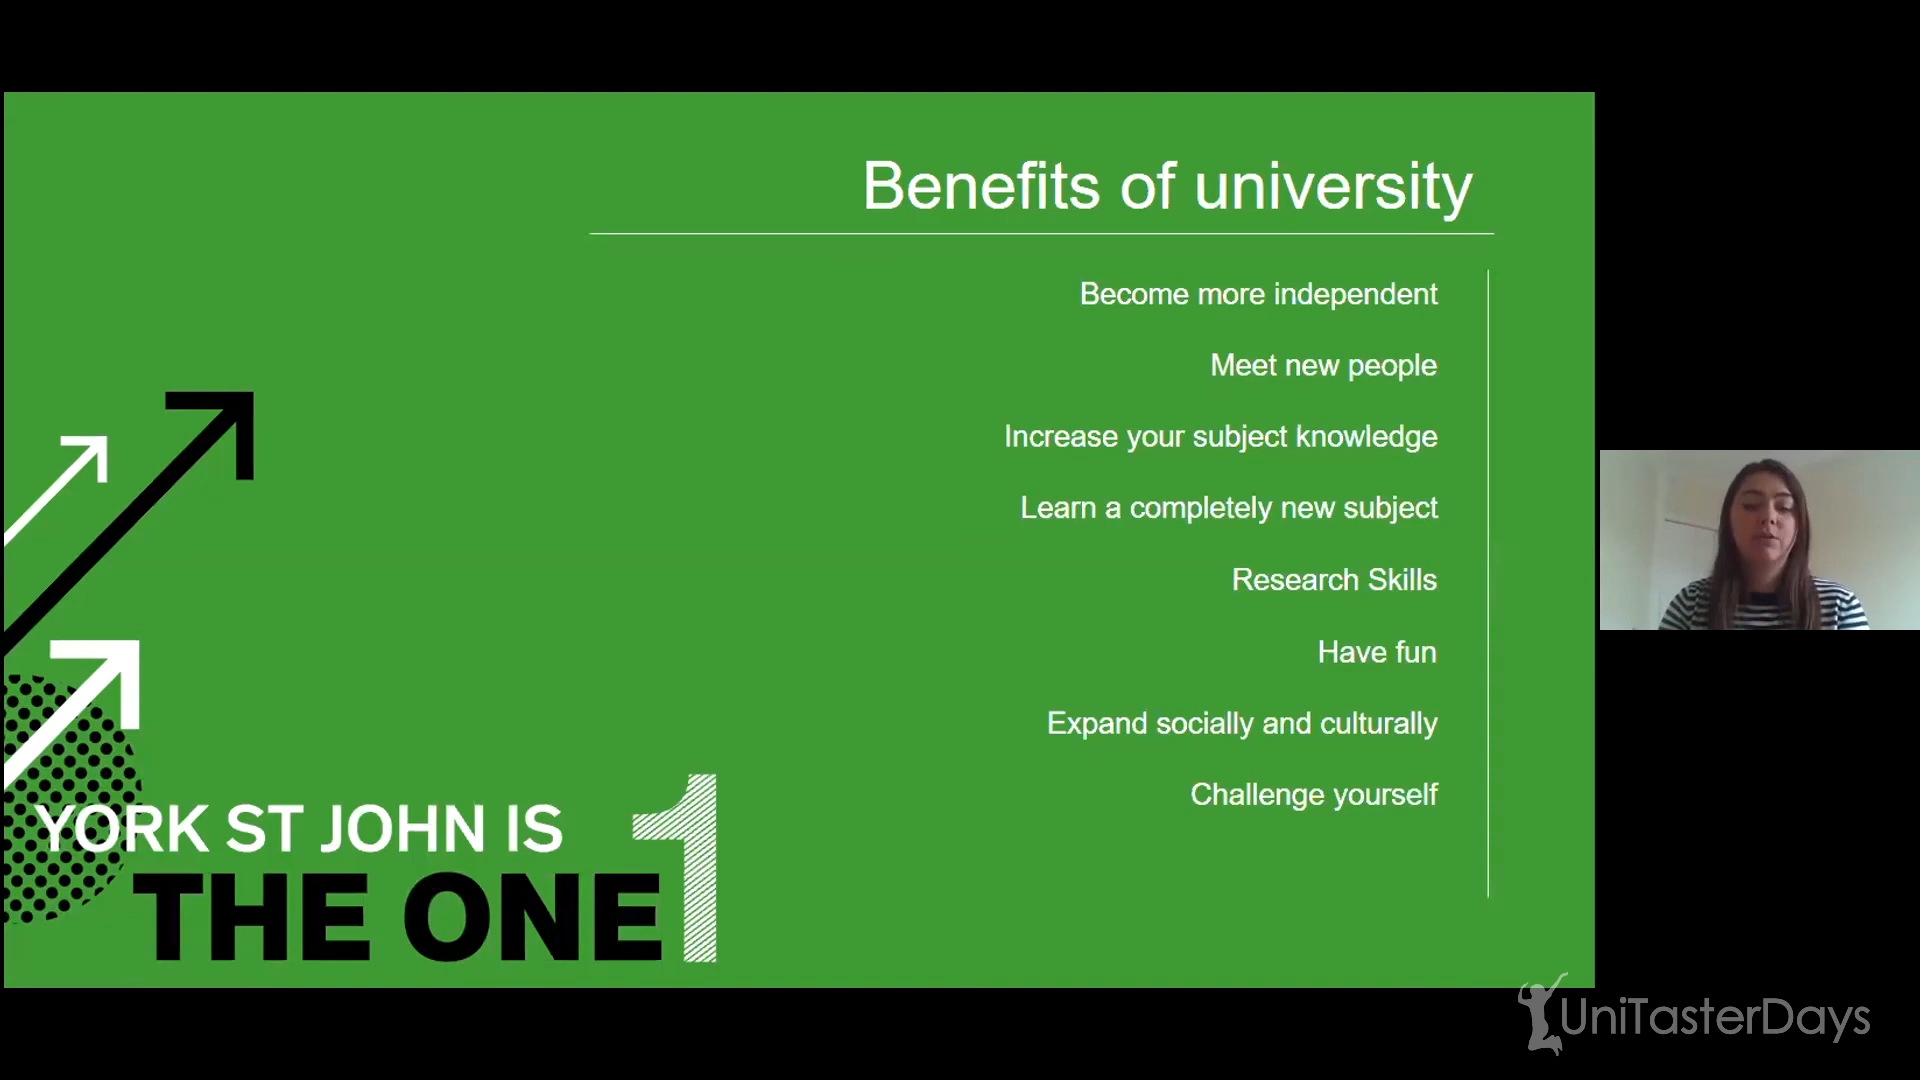 Benefits of university
Become more independent
Meet new people
Increase your subject knowledge
Learn a completely new subject
Research Skills
Have fun
Expand socially and culturally
Challenge yourself
YORK ST JOHN IS
THE ONE
1
UniTasterDays